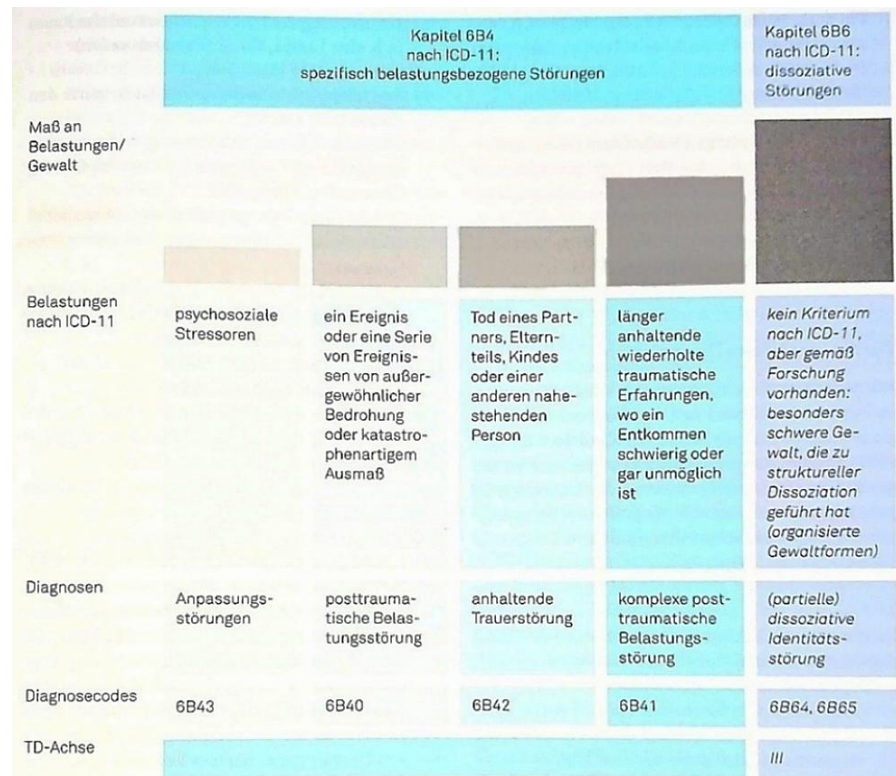 Kapitel 6B4
nach ICD-11:
spezifisch belastungsbezogene Störungen
Kapitel 6B6
nach ICD-11:
dissoziative
Störungen
Maß an
Belastungen/
Gewalt
Belastungen
nach ICD-11
psychosoziale
Stressoren
ein Ereignis
oder eine Serie
von Ereignis-
sen von außer-
gewöhnlicher
Bedrohung
oder katastro-
phenartigem
Ausmaß
Tod eines Part-
ners, Eltern-
teils, Kindes
oder einer
anderen nahe-
stehenden
Person
länger
anhaltende
wiederholte
traumatische
Erfahrungen,
wo ein
Entkommen
schwierig oder
gar unmöglich
ist
kein Kriterium
nach ICD-11,
aber gemäß
Forschung
vorhanden:
besonders
schwere Ge-
walt, die zu
struktureller
Dissoziation
geführt hat
(organisierte
Gewaltformen)
Diagnosen
Anpassungs-
störungen
posttrauma-
tische Belas-
tungsstörung
anhaltende
Trauerstörung
komplexe post-
traumatische
Belastungs-
störung
(partielle)
dissoziative
Identitäts-
störung
Diagnosecodes
6B43
6B40
6B42
6B41
6B64, 6B65
TD-Achse
III